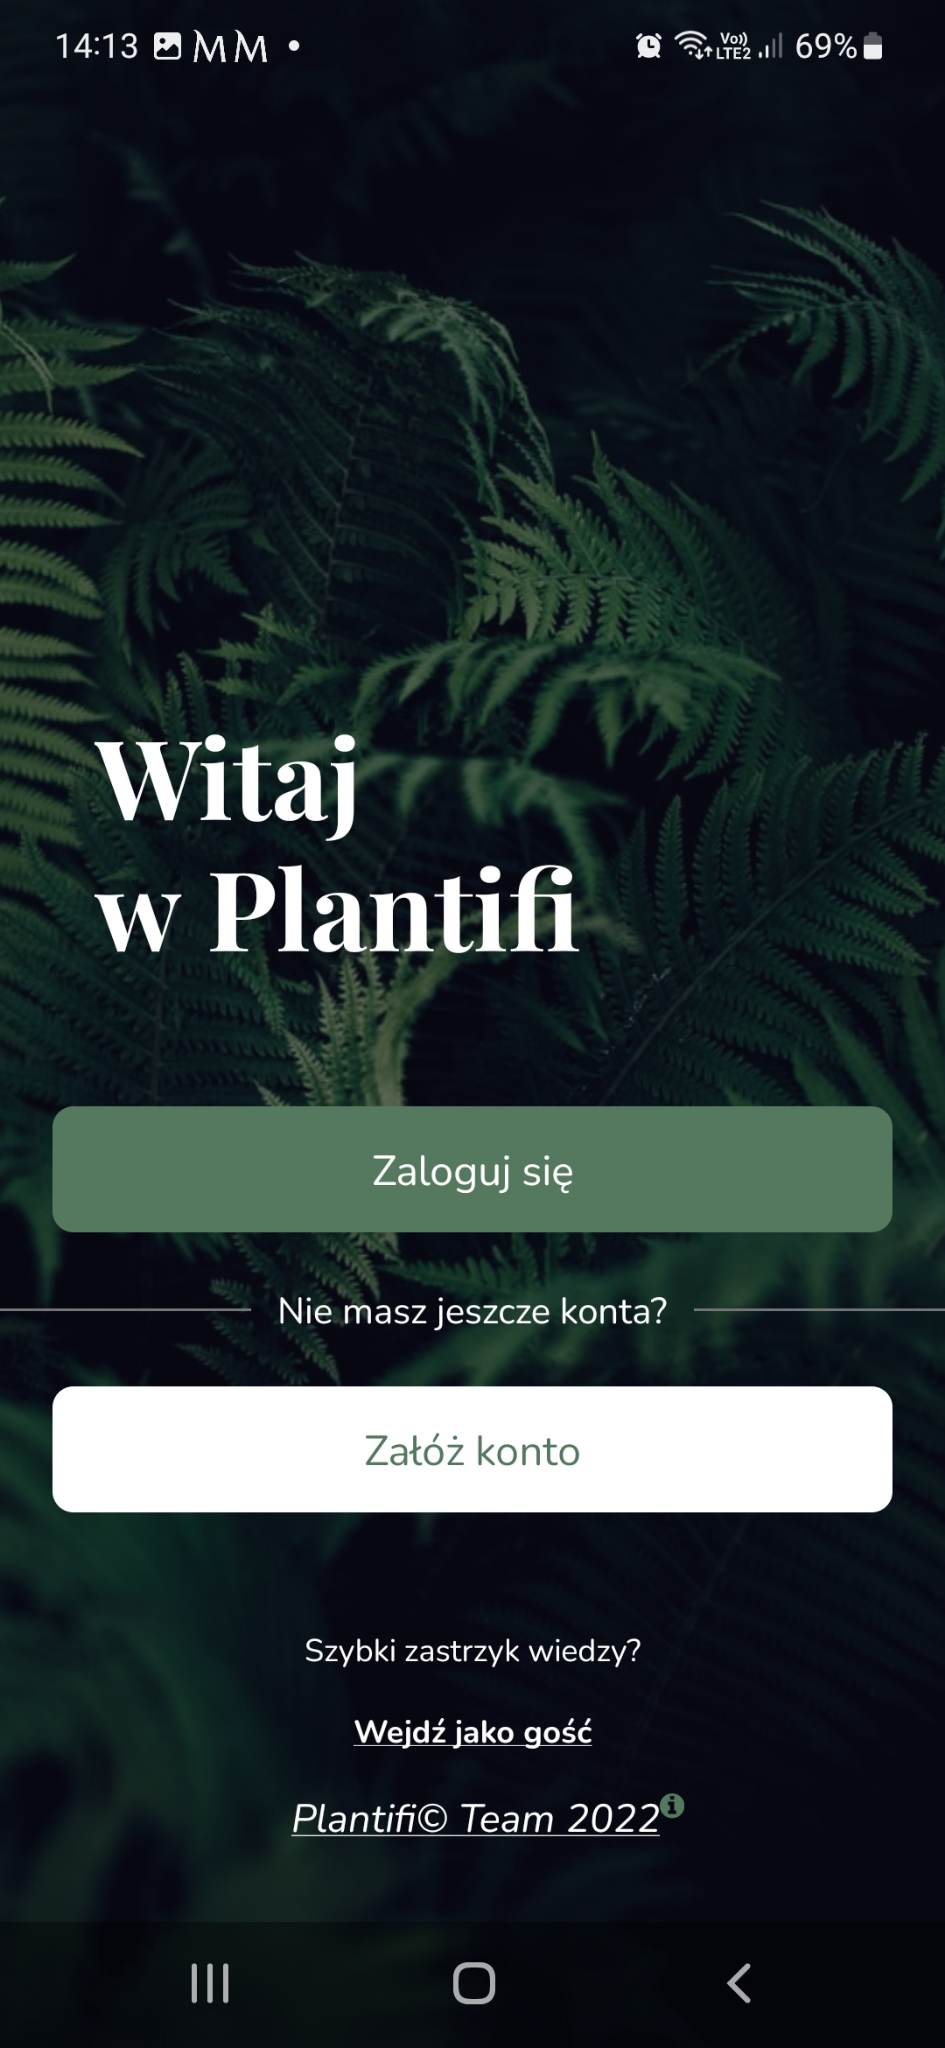 14:13 MM
Vo)) LTE2 69%
Witaj
w Plantifi
Zaloguj się
Nie masz jeszcze konta?
Załóż konto
Szybki zastrzyk wiedzy?
Wejdź jako gość
Plantifi© Team 2022